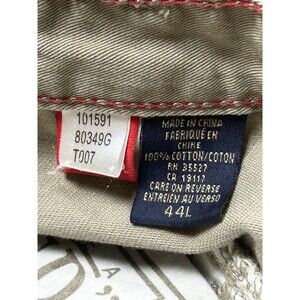 101591
80349G
T007
MADE IN CHINA
FABRIQUÉ EN
CHINE
100% COTTON/COTON
RN 35527
CA 19117
CARE ON REVERSE
ENTRETIEN AU VERSO
44L